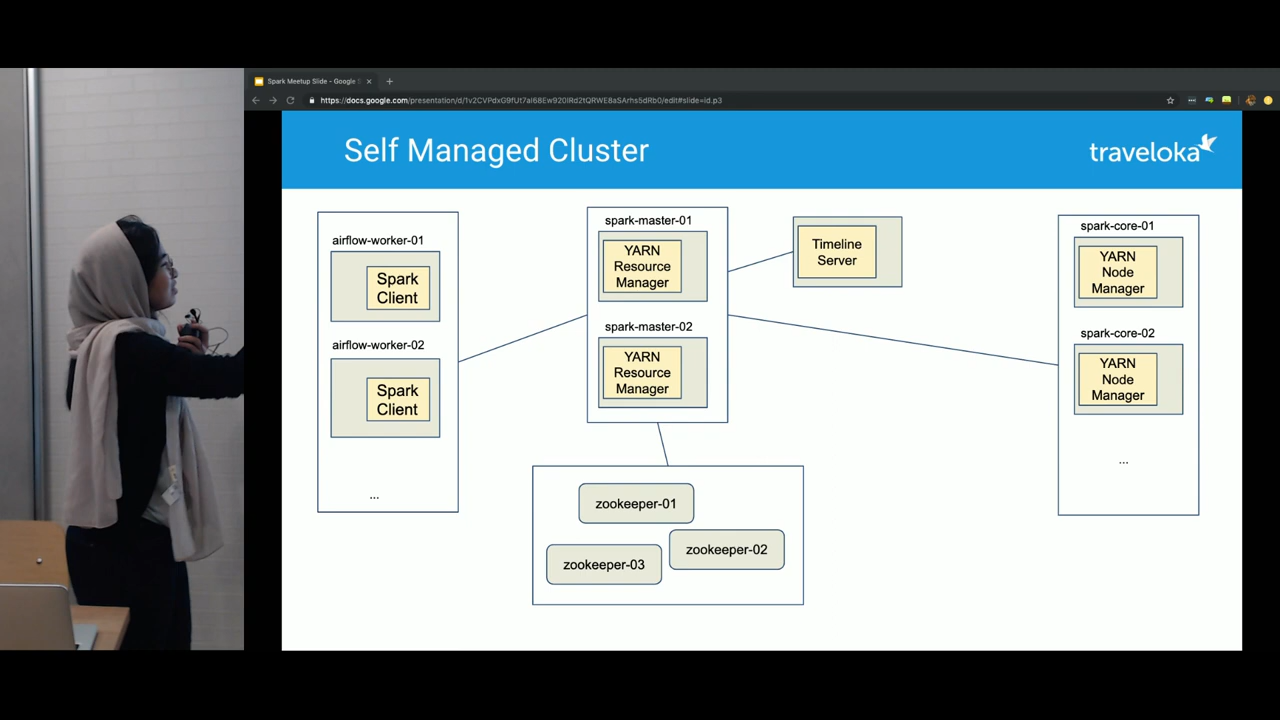 Spark Meetup Slide - Google S
Self Managed Cluster
traveloka
airflow-worker-01
Spark
Client
airflow-worker-02
Spark
Client
...
spark-master-01
YARN
Resource
Manager
spark-master-02
YARN
Resource
Manager
Timeline
Server
spark-core-01
YARN
Node
Manager
spark-core-02
YARN
Node
Manager
...
zookeeper-01
zookeeper-02
zookeeper-03